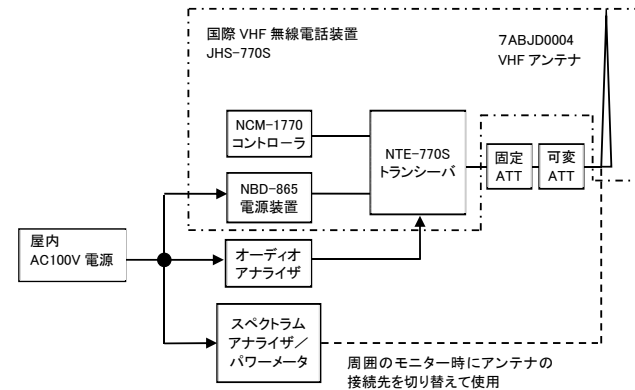 国際 VHF 無線電話装置
JHS-770S
7ABJD0004
VHF アンテナ
NCM-1770
コントローラ
NTE-770S
トランシーバ
固定
ATT
可変
ATT
NBD-865
電源装置
屋内
AC100V 電源
オーディオ
アナライザ
スペクトラム
アナライザ/
パワーメータ
周囲のモニター時にアンテナの
接続先を切り替えて使用